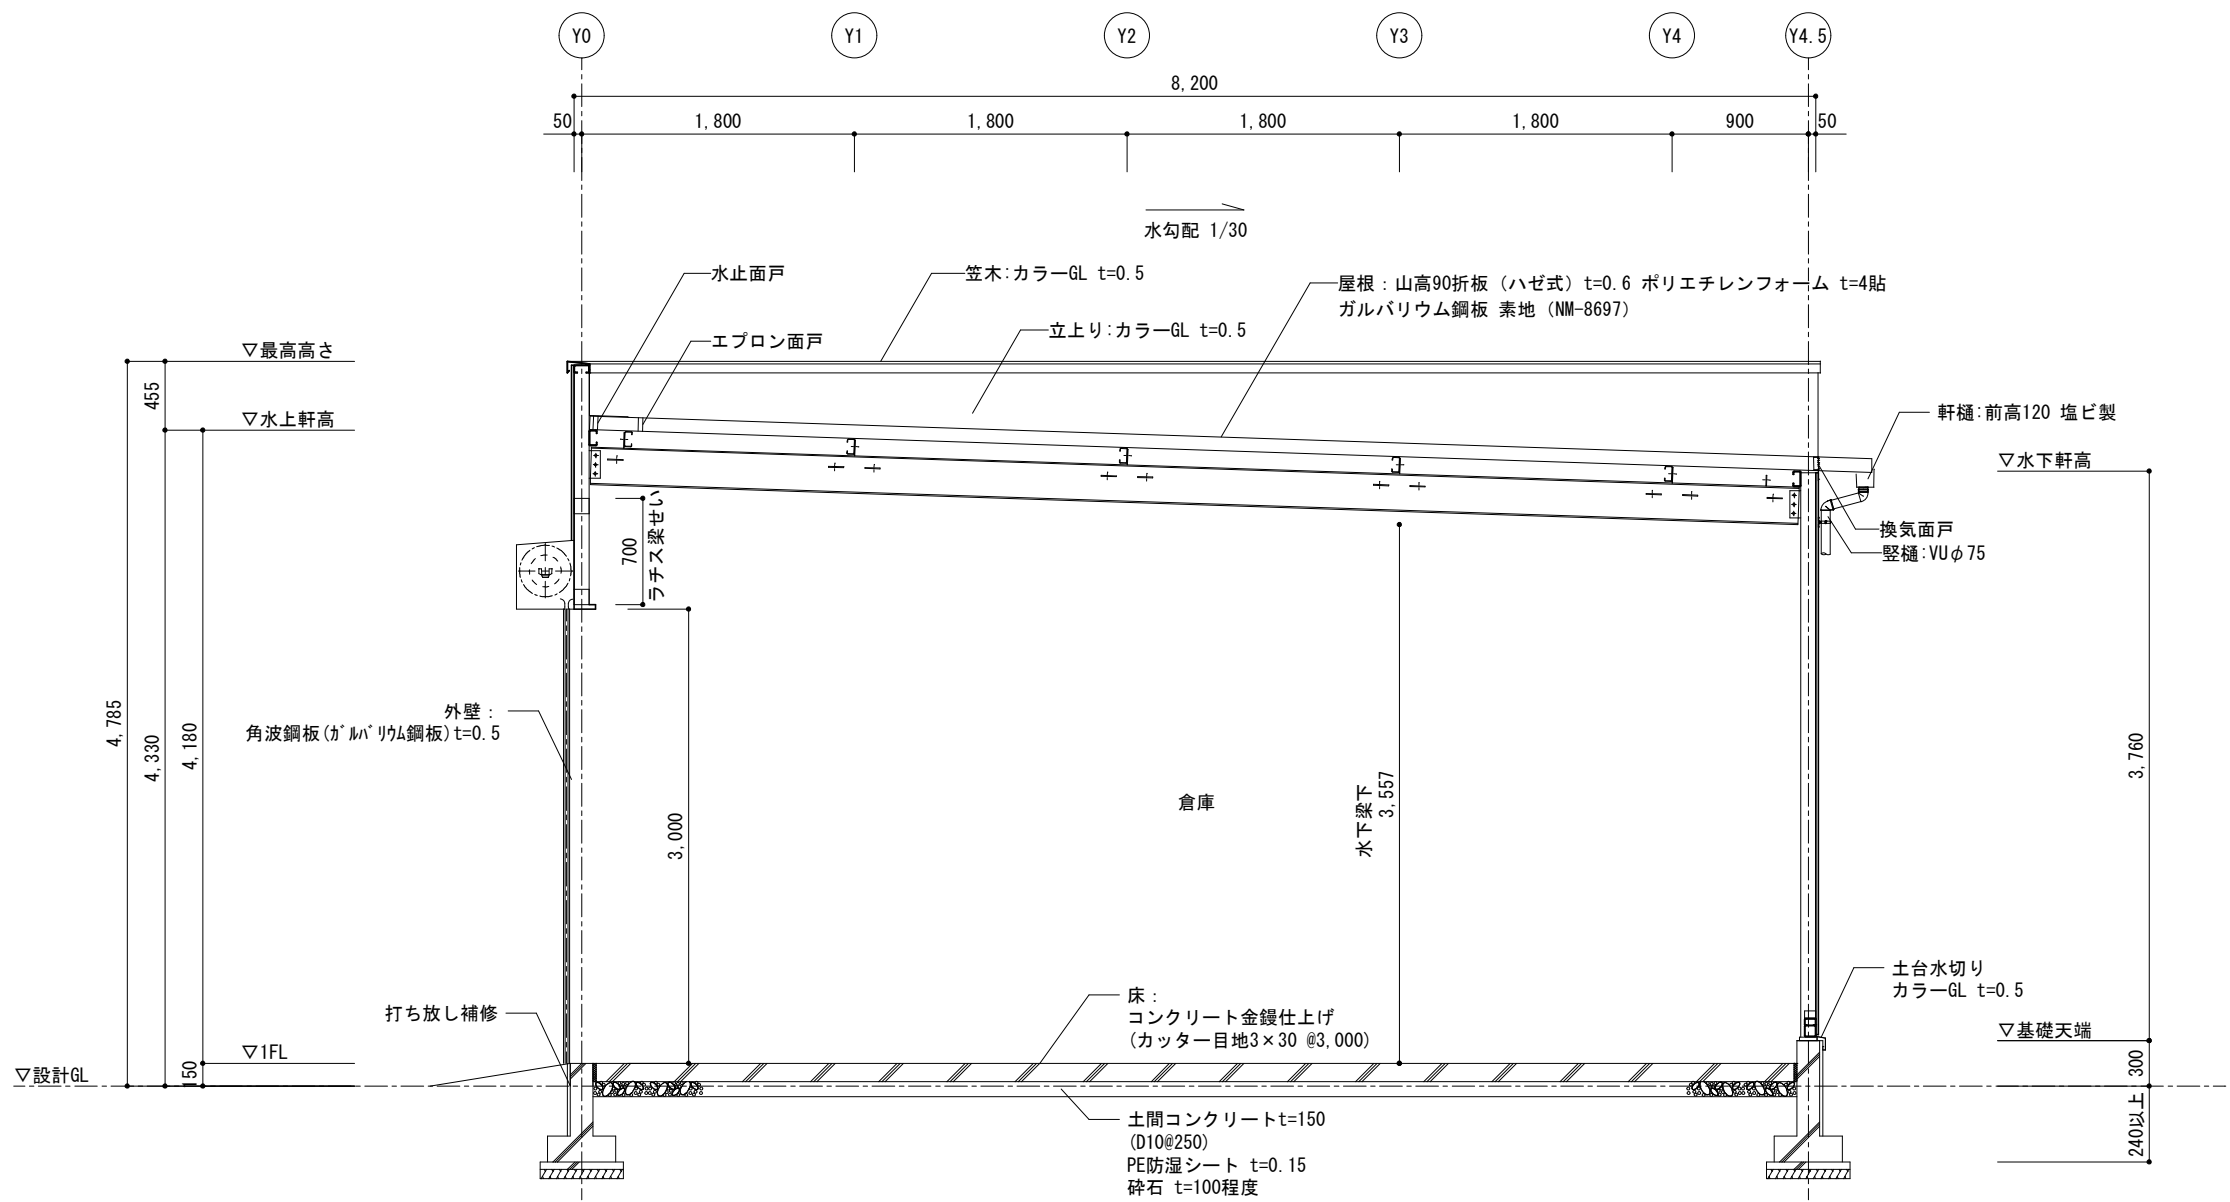 Y0
Y1
Y2
Y3
Y4
Y4.5
8,200
50
1,800
1,800
1,800
1,800
900
50
水勾配 1/30
水止面戸
笠木:カラーGL t=0.5
屋根：山高90折板（ハゼ式）t=0.6 ポリエチレンフォーム t=4貼
ガルバリウム鋼板 素地（NM-8697）
エプロン面戸
立上り:カラーGL t=0.5
▽最高高さ
455
▽水上軒高
軒樋:前高120 塩ビ製
▽水下軒高
換気面戸
竪樋:VUφ75
700
ラチス梁せい
外壁：
角波鋼板(ｶﾞﾙﾊﾞﾘｳﾑ鋼板)t=0.5
4,785
4,330
4,180
3,000
倉庫
水下梁下
3,557
3,760
土台水切り
カラーGL t=0.5
打ち放し補修
床：
コンクリート金鏝仕上げ
(カッター目地3×30 @3,000)
▽基礎天端
▽1FL
▽設計GL
150
300
240以上
土間コンクリートt=150
(D10@250)
PE防湿シート t=0.15
砕石 t=100程度